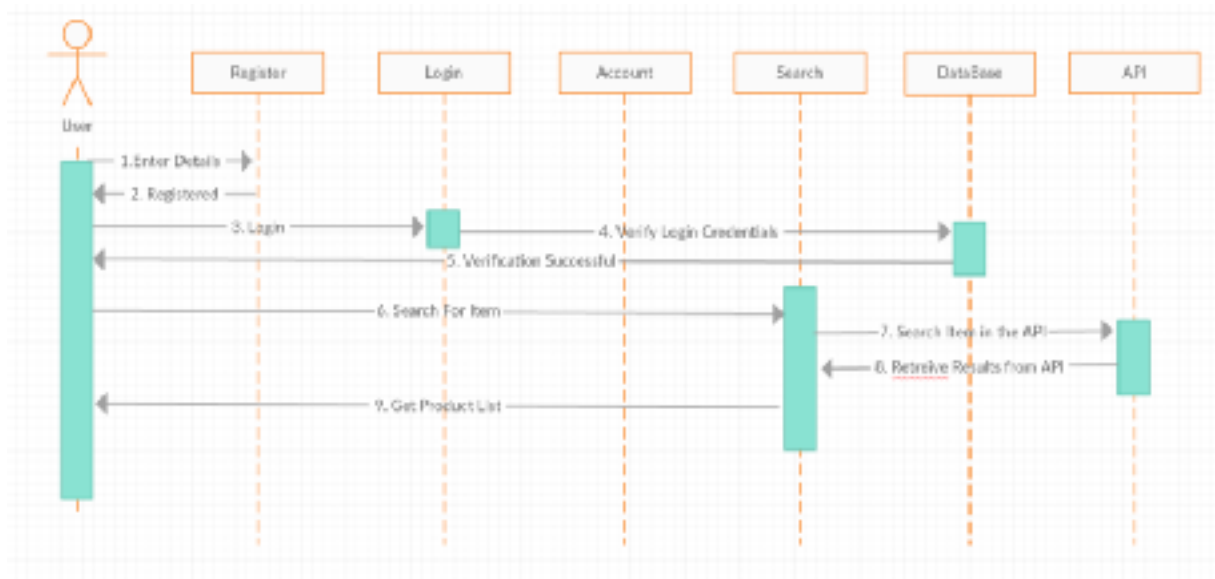 Register
Login
Account
Search
DataBase
API
User
1.Enter Details
2. Registered
3. Login
4. Verify Login Credentials
5. Verification Successful
6. Search For Item
7. Search Item in the API
8. Retreive Results from API
9. Get Product List